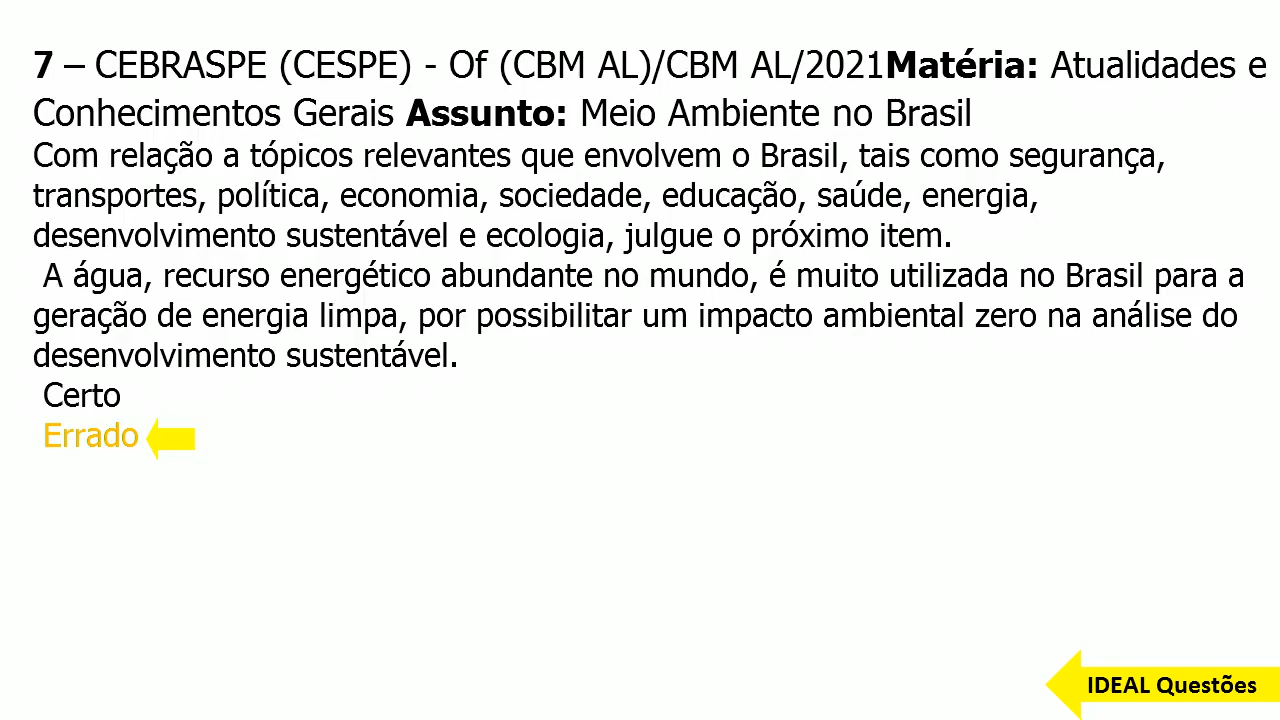 7 – CEBRASPE (CESPE) - Of (CBM AL)/CBM AL/2021Matéria: Atualidades e
Conhecimentos Gerais Assunto: Meio Ambiente no Brasil
Com relação a tópicos relevantes que envolvem o Brasil, tais como segurança,
transportes, política, economia, sociedade, educação, saúde, energia,
desenvolvimento sustentável e ecologia, julgue o próximo item.
A água, recurso energético abundante no mundo, é muito utilizada no Brasil para a
geração de energia limpa, por possibilitar um impacto ambiental zero na análise do
desenvolvimento sustentável.
Certo
Errado
IDEAL Questões